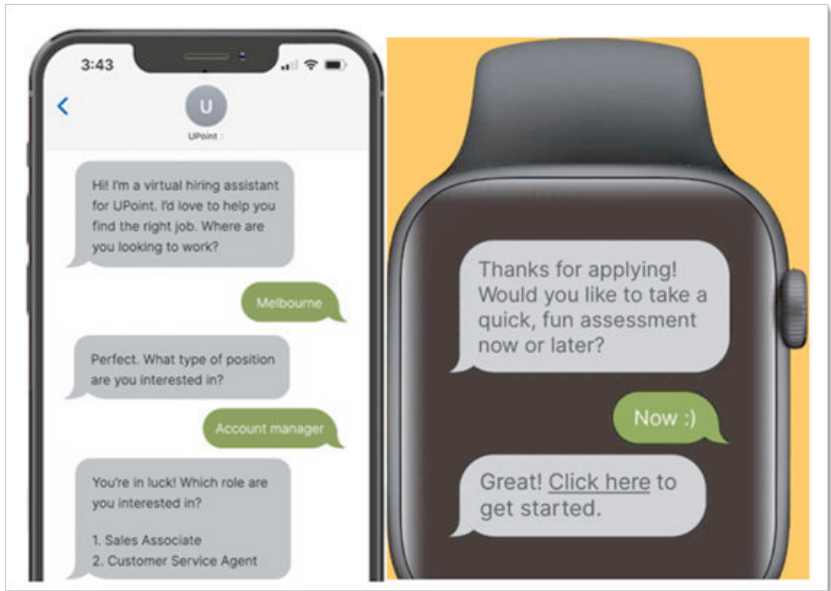 3:43
U
UPoint >
Hi! I'm a virtual hiring assistant
for UPoint. I'd love to help you
find the right job. Where are
you looking to work?
Melbourne
Perfect. What type of position
are you interested in?
Account manager
You're in luck! Which role are
you interested in?
1. Sales Associate
2. Customer Service Agent
Thanks for applying!
Would you like to take a
quick, fun assessment
now or later?
Now :)
Great! Click here to
get started.